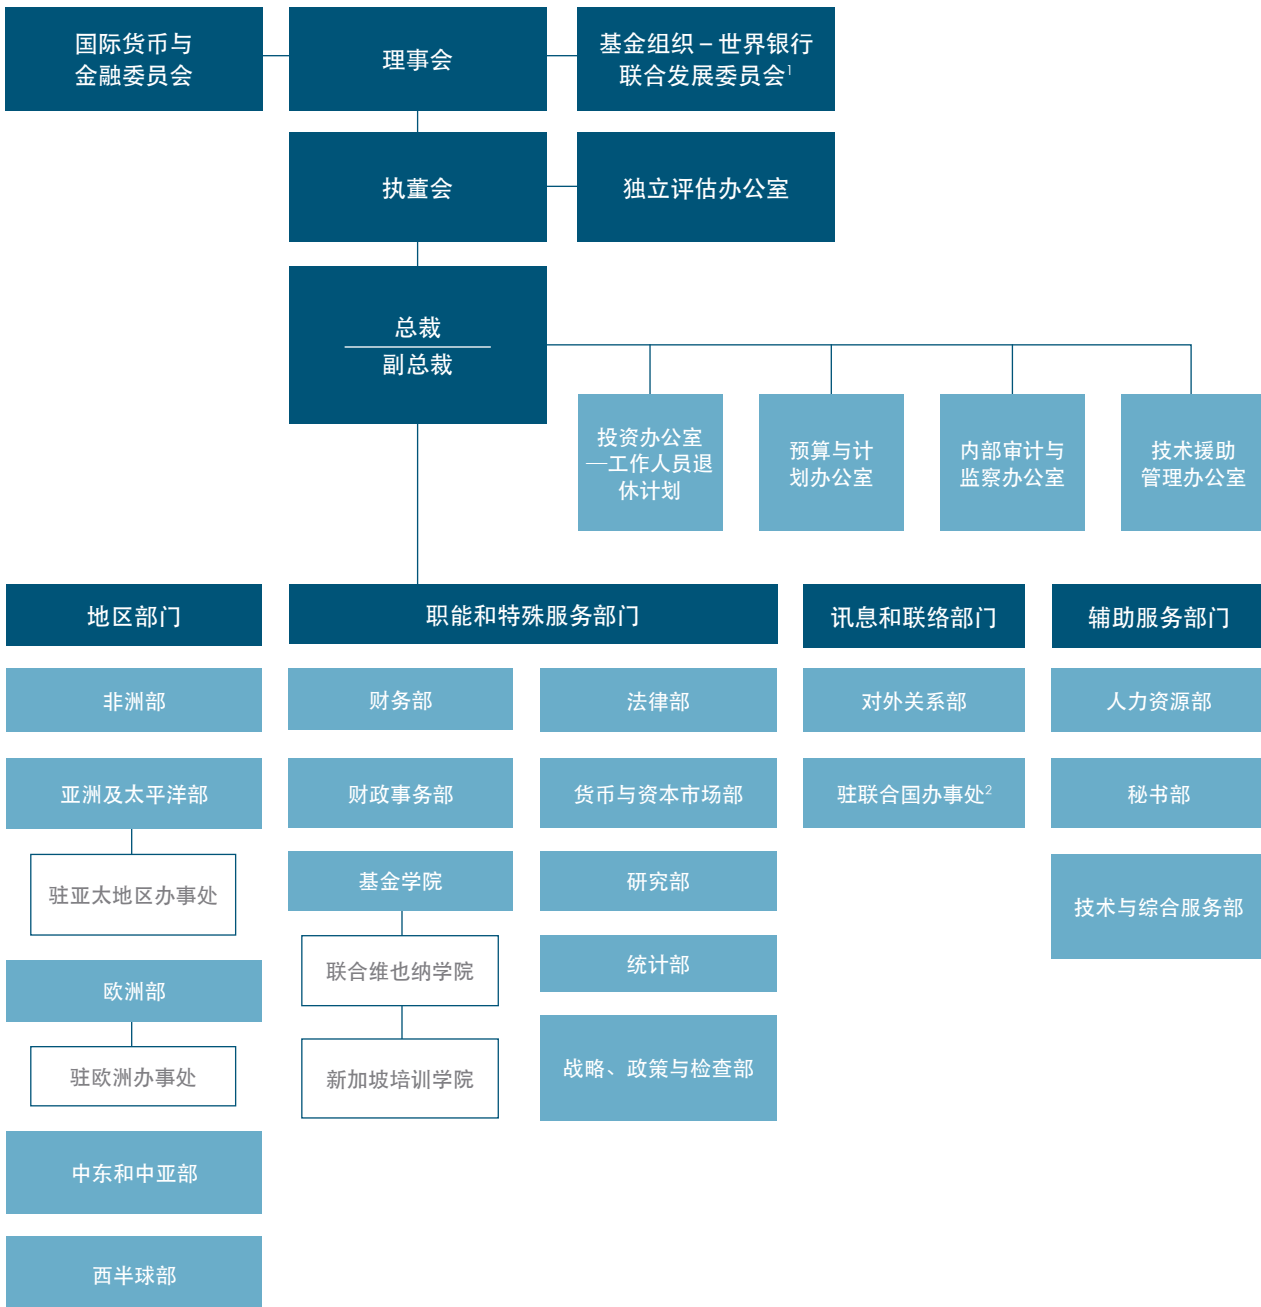 国际货币与
金融委员会
理事会
基金组织 – 世界银行
联合发展委员会1
执董会
独立评估办公室
总裁
副总裁
投资办公室
—工作人员退
休计划
预算与计
划办公室
内部审计与
监察办公室
技术援助
管理办公室
地区部门
职能和特殊服务部门
讯息和联络部门
辅助服务部门
非洲部
财务部
法律部
对外关系部
人力资源部
亚洲及太平洋部
财政事务部
货币与资本市场部
驻联合国办事处2
秘书部
驻亚太地区办事处
基金学院
研究部
技术与综合服务部
联合维也纳学院
统计部
欧洲部
驻欧洲办事处
新加坡培训学院
战略、政策与检查部
中东和中亚部
西半球部